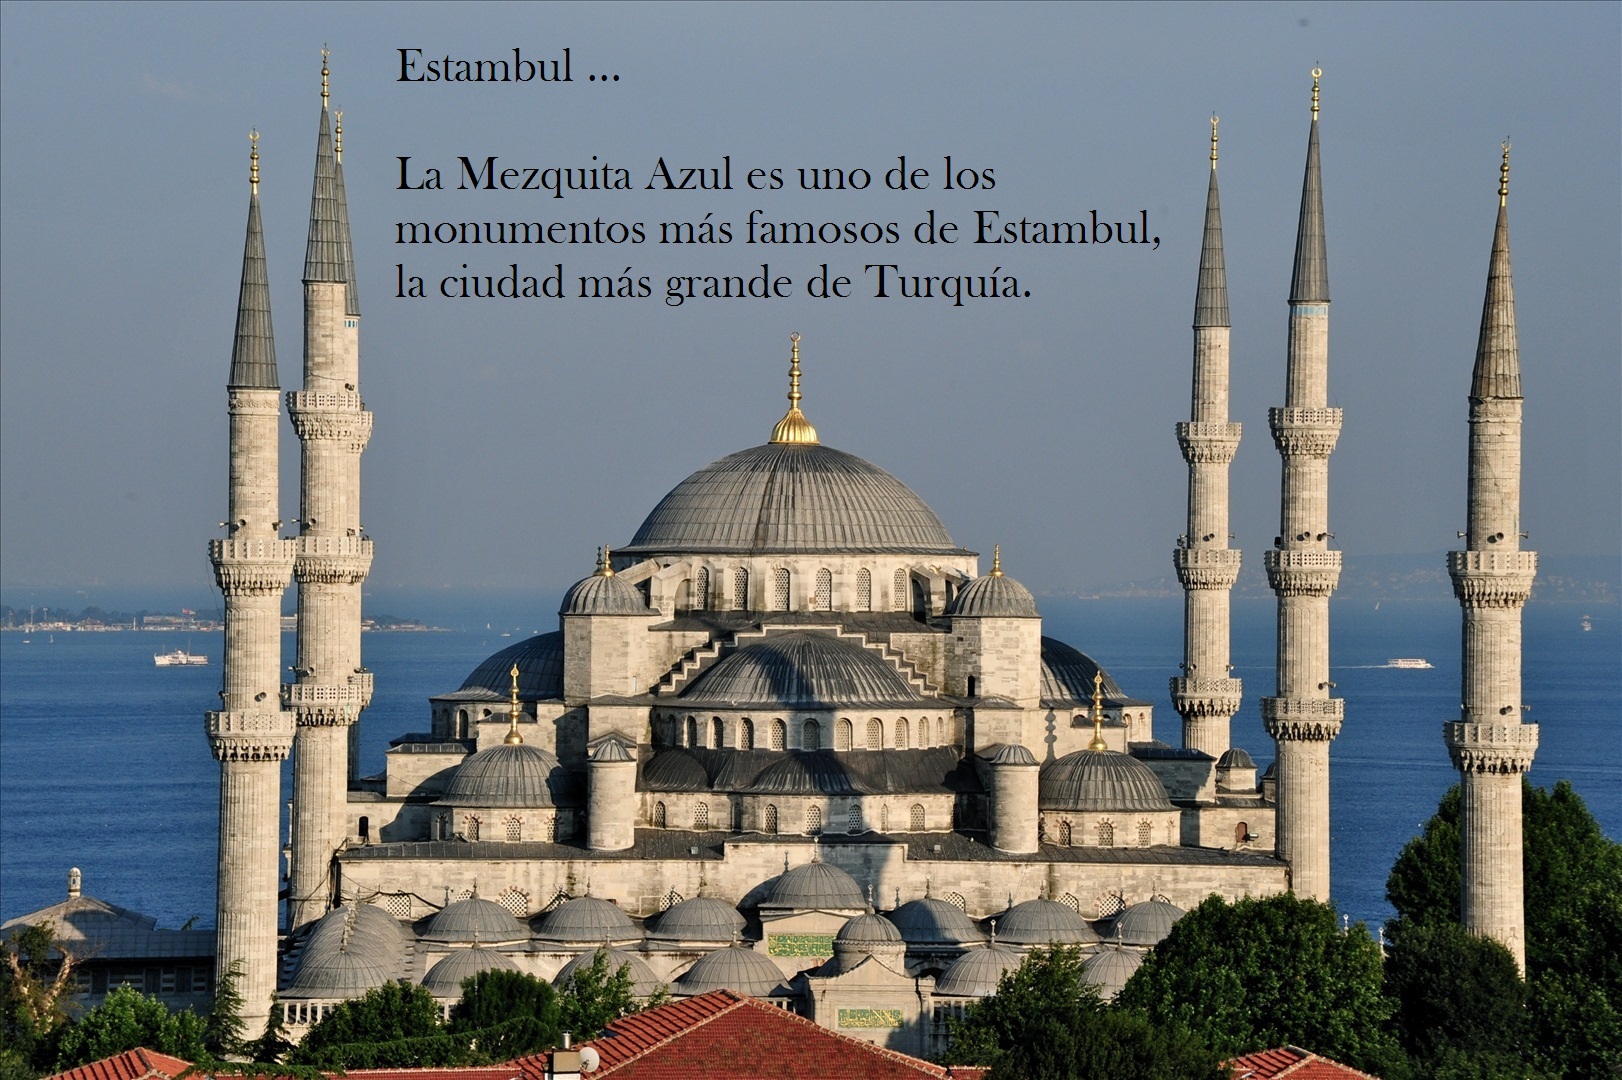 Estambul ...
La Mezquita Azul es uno de los
monumentos más famosos de Estambul,
la ciudad más grande de Turquía.